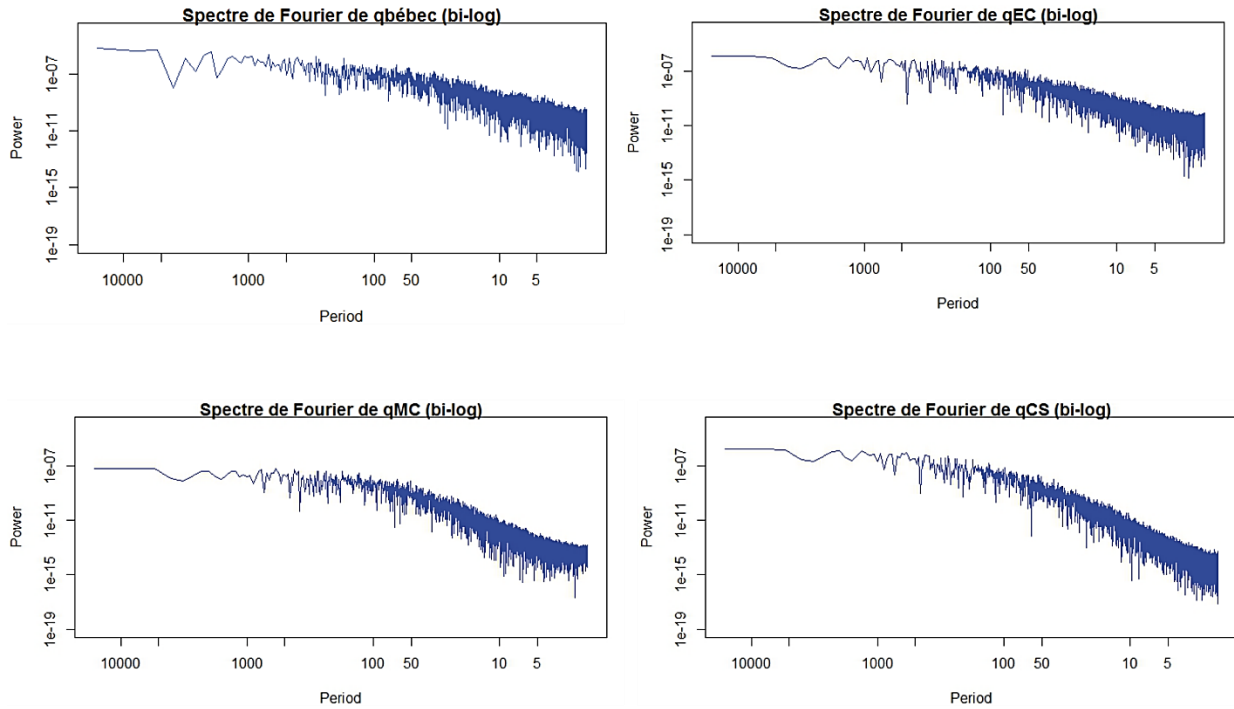 Spectre de Fourier de qbébec (bi-log)
Power
1e-07
1e-11
1e-15
1e-19
10000 1000 100 50 10 5
Period
Spectre de Fourier de qEC (bi-log)
Power
1e-07
1e-11
1e-15
1e-19
10000 1000 100 50 10 5
Period
Spectre de Fourier de qMC (bi-log)
Power
1e-07
1e-11
1e-15
1e-19
10000 1000 100 50 10 5
Period
Spectre de Fourier de qCS (bi-log)
Power
1e-07
1e-11
1e-15
1e-19
10000 1000 100 50 10 5
Period